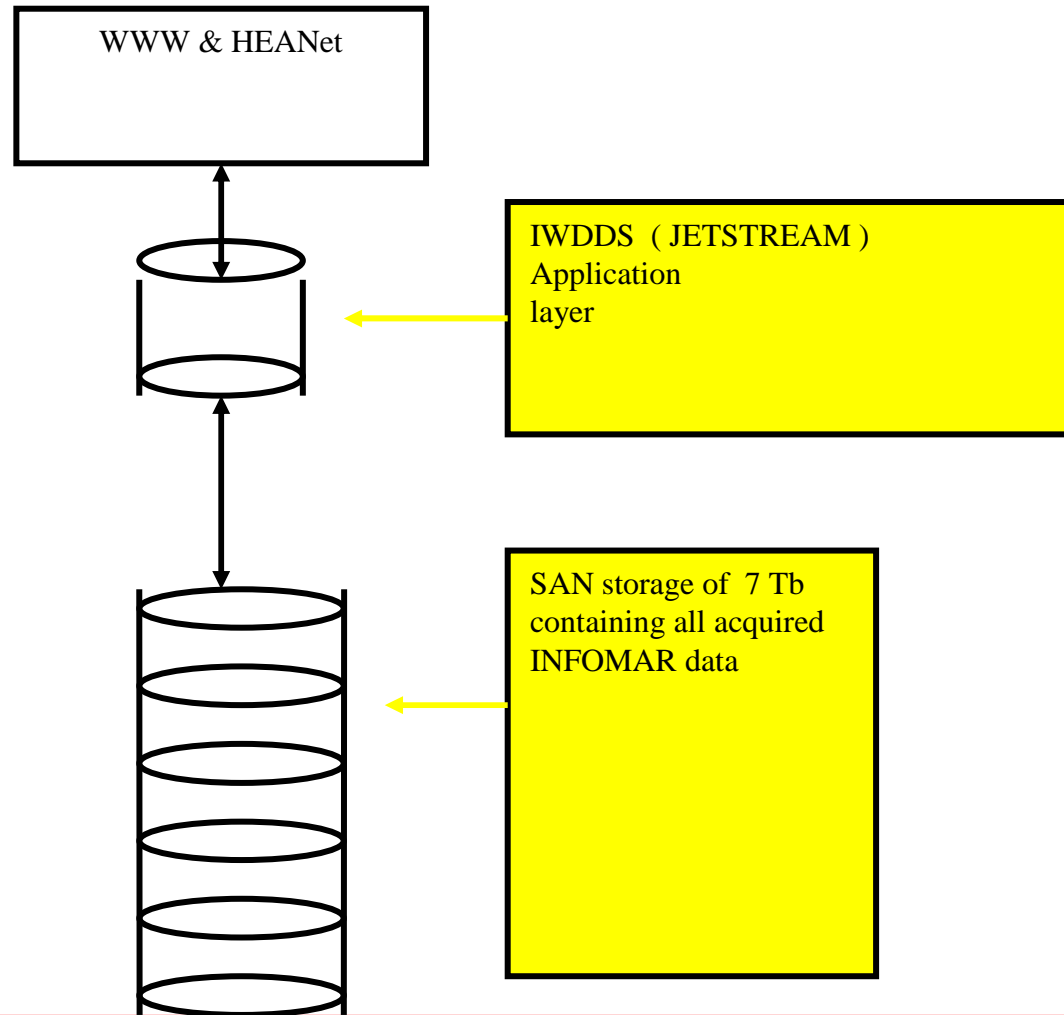 WWW & HEANet
IWDDS ( JETSTREAM )
Application
layer
SAN storage of 7 Tb
containing all acquired
INFOMAR data